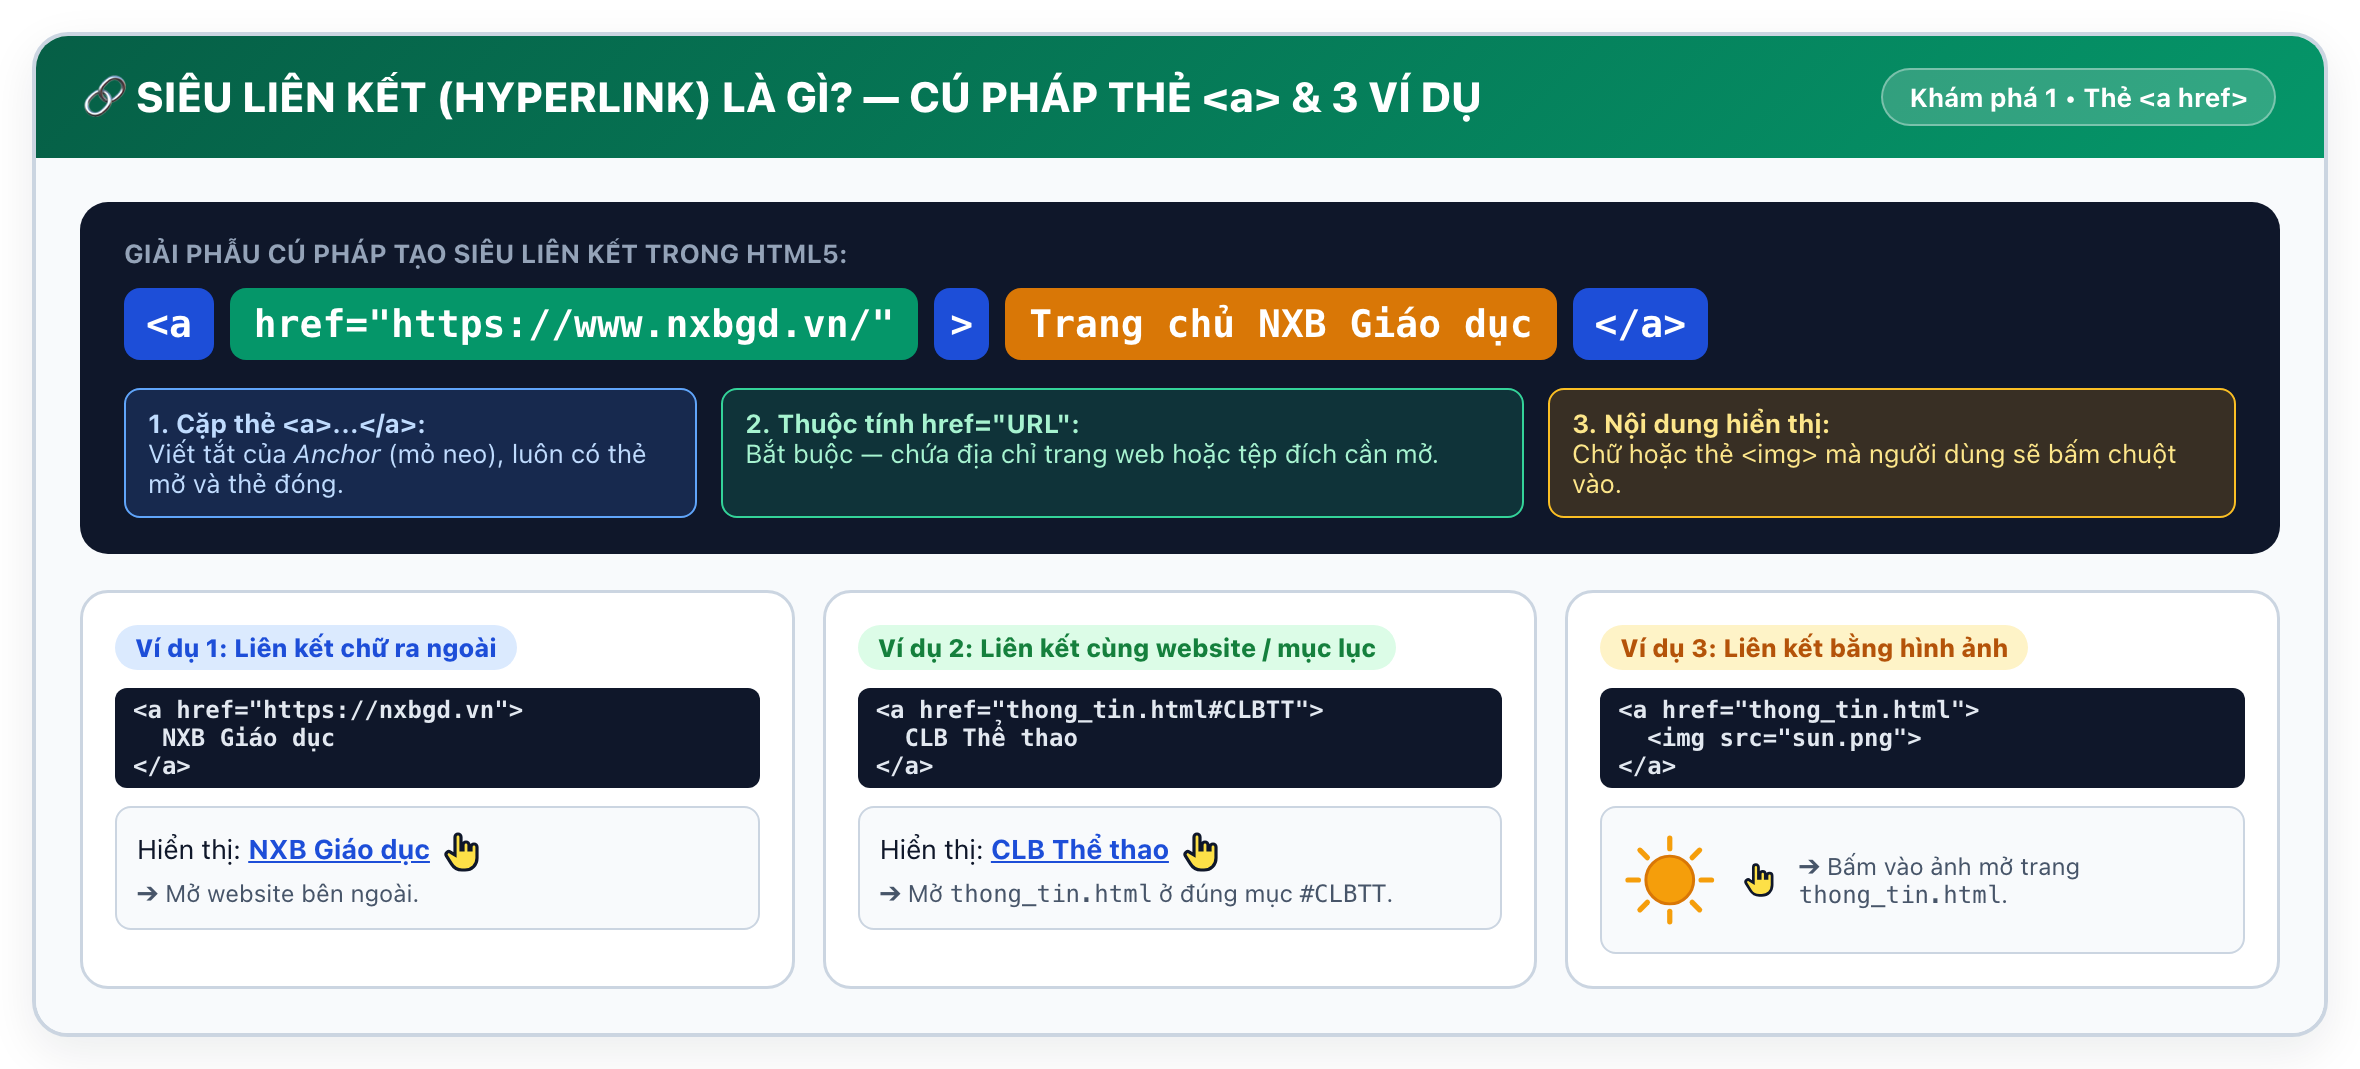 🔗 SIÊU LIÊN KẾT (HYPERLINK) LÀ GÌ? — CÚ PHÁP THẺ <a> & 3 VÍ DỤ
Khám phá 1 • Thẻ <a href>
GIẢI PHẪU CÚ PHÁP TẠO SIÊU LIÊN KẾT TRONG HTML5:
<a href="https://www.nxbgd.vn/" > Trang chủ NXB Giáo dục </a>
1. Cặp thẻ <a>...</a>:
Viết tắt của Anchor (mỏ neo), luôn có thẻ
mở và thẻ đóng.
2. Thuộc tính href="URL":
Bắt buộc — chứa địa chỉ trang web hoặc tệp đích cần mở.
3. Nội dung hiển thị:
Chữ hoặc thẻ <img> mà người dùng sẽ bấm chuột
vào.
Ví dụ 1: Liên kết chữ ra ngoài
<a href="https://nxbgd.vn">
  NXB Giáo dục
</a>
Hiển thị: NXB Giáo dục
➔ Mở website bên ngoài.
Ví dụ 2: Liên kết cùng website / mục lục
<a href="thong_tin.html#CLBTT">
  CLB Thể thao
</a>
Hiển thị: CLB Thể thao
➔ Mở thong_tin.html ở đúng mục #CLBTT.
Ví dụ 3: Liên kết bằng hình ảnh
<a href="thong_tin.html">
  <img src="sun.png">
</a>
➔ Bấm vào ảnh mở trang
thong_tin.html.